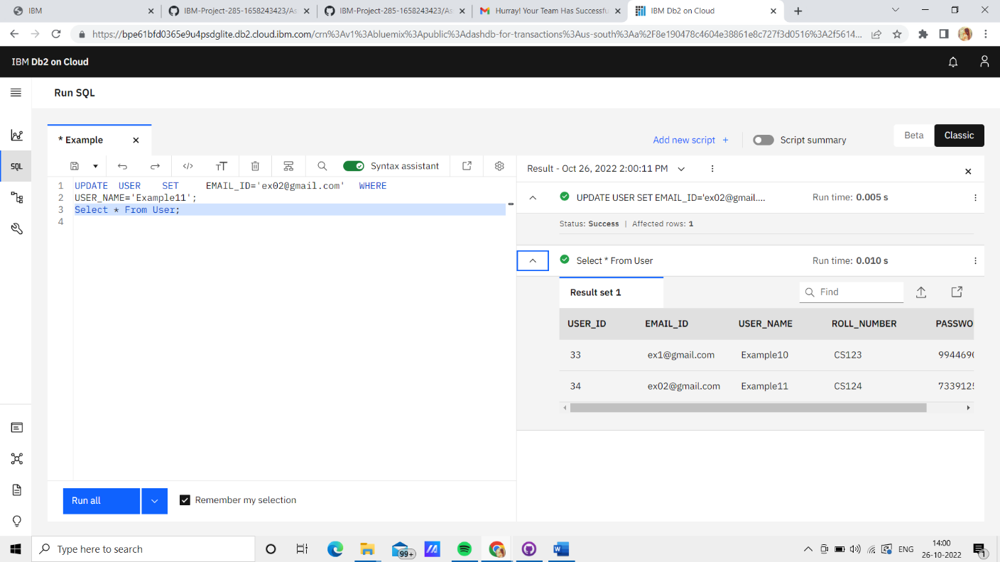 IBM
IBM-Project-285-1658243423/As
IBM-Project-285-1658243423/As
Hurray! Your Team Has Successfu
IBM Db2 on Cloud
https://bpe61bfd0365e9u4psdglite.db2.cloud.ibm.com/crn%3Av1%3Abluemix%3Apublic%3Adashdb-for-transactions%3Aus-south%3Aa%2F8e190478c4604e38861e8c727f3d0516%3A2f5614...
IBM Db2 on Cloud
Run SQL
* Example
Add new script +
Script summary
Beta
Classic
SQL
Syntax assistant
Result - Oct 26, 2022 2:00:11 PM
1 UPDATE USER SET EMAIL_ID='ex02@gmail.com' WHERE
2 USER_NAME='Example11';
3 Select * From User;
4
UPDATE USER SET EMAIL_ID='ex02@gmail....
Run time: 0.005 s
Status: Success | Affected rows: 1
Select * From User
Run time: 0.010 s
Result set 1
Find
USER_ID EMAIL_ID USER_NAME ROLL_NUMBER PASSWO
33 ex1@gmail.com Example10 CS123 994469
34 ex02@gmail.com Example11 CS124 733912
Run all
Remember my selection
Type here to search
99+
ENG
14:00
26-10-2022
1